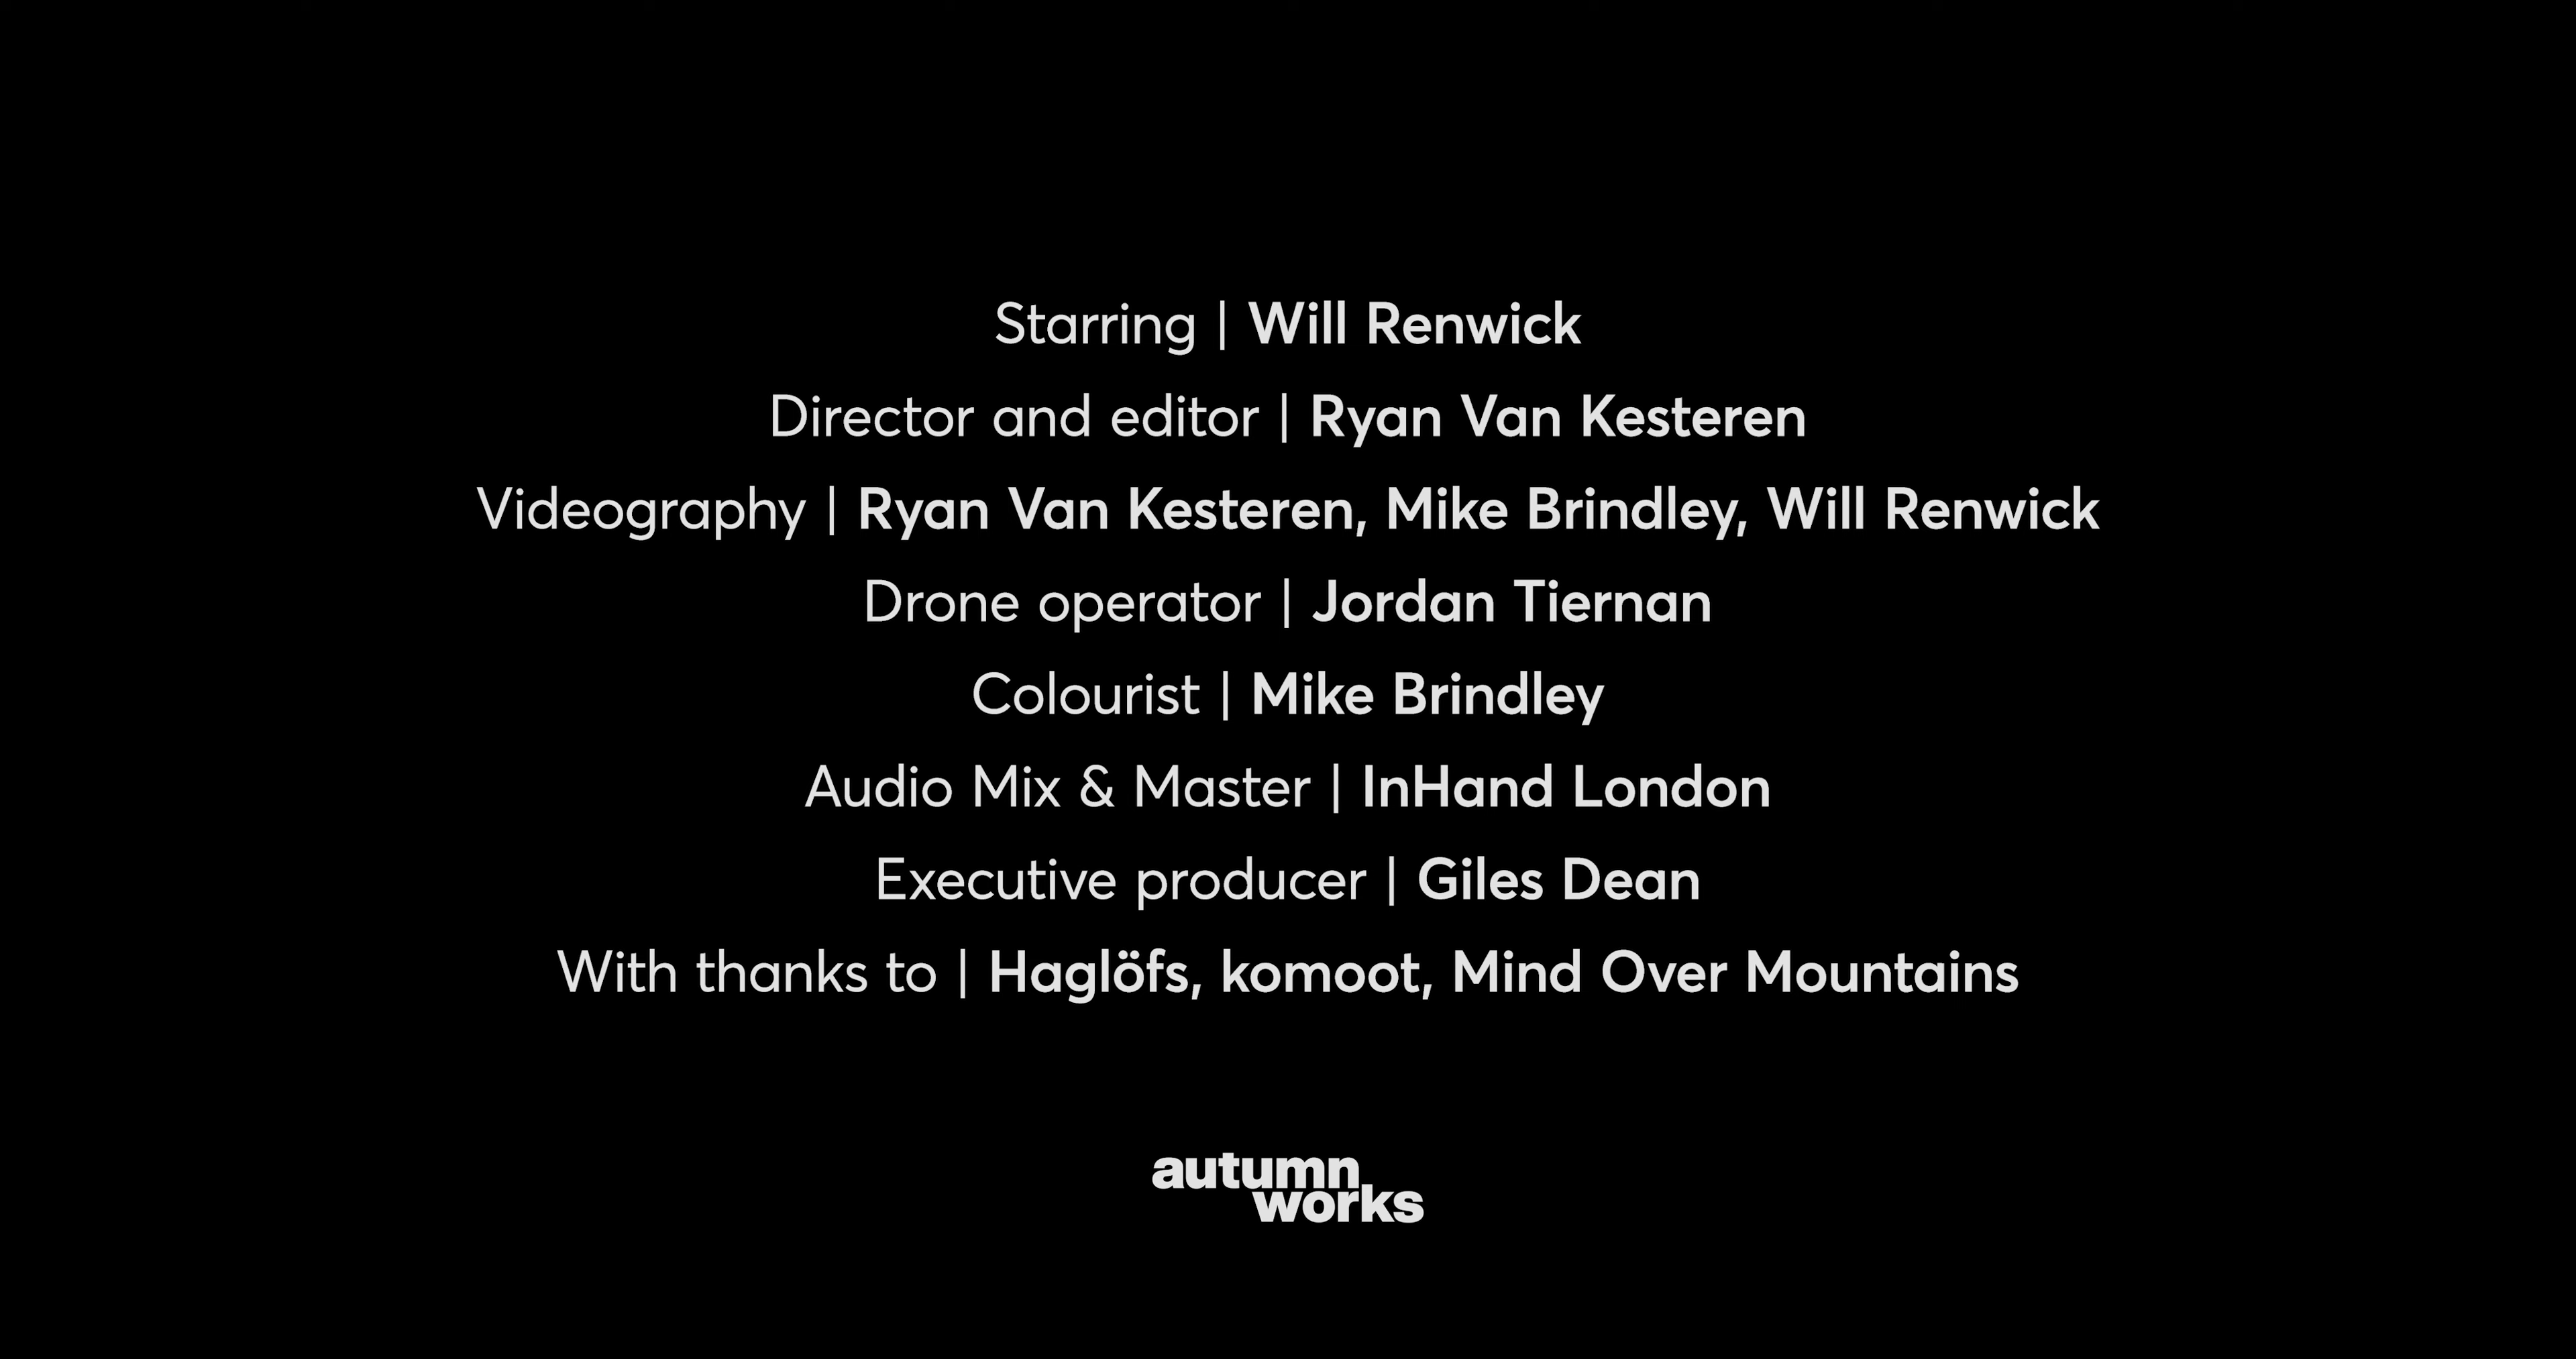 Starring | Will Renwick
Director and editor | Ryan Van Kesteren
Videography | Ryan Van Kesteren, Mike Brindley, Will Renwick
Drone operator | Jordan Tiernan
Colourist | Mike Brindley
Audio Mix & Master | InHand London
Executive producer | Giles Dean
With thanks to | Haglöfs, komoot, Mind Over Mountains
autumn
works